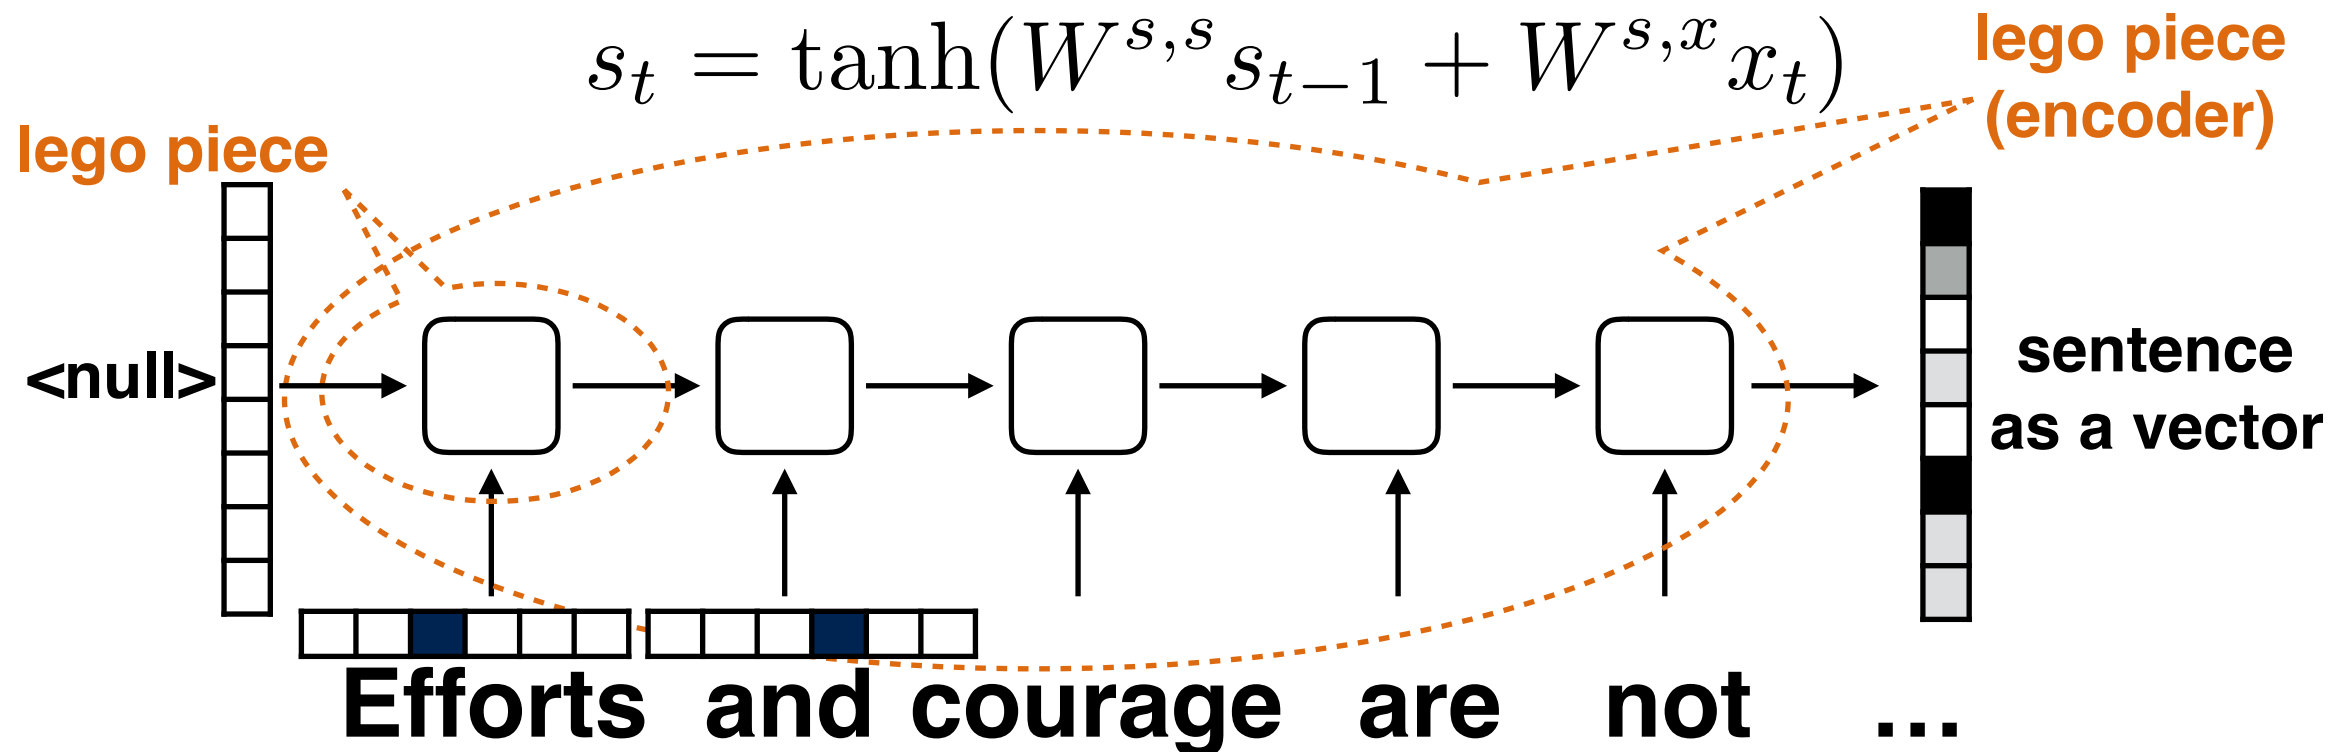 s_t = tanh(W^{s,s} s_{t-1} + W^{s,x} x_t)
lego piece
(encoder)
lego piece
<null>
sentence
as a vector
Efforts and courage are not ...